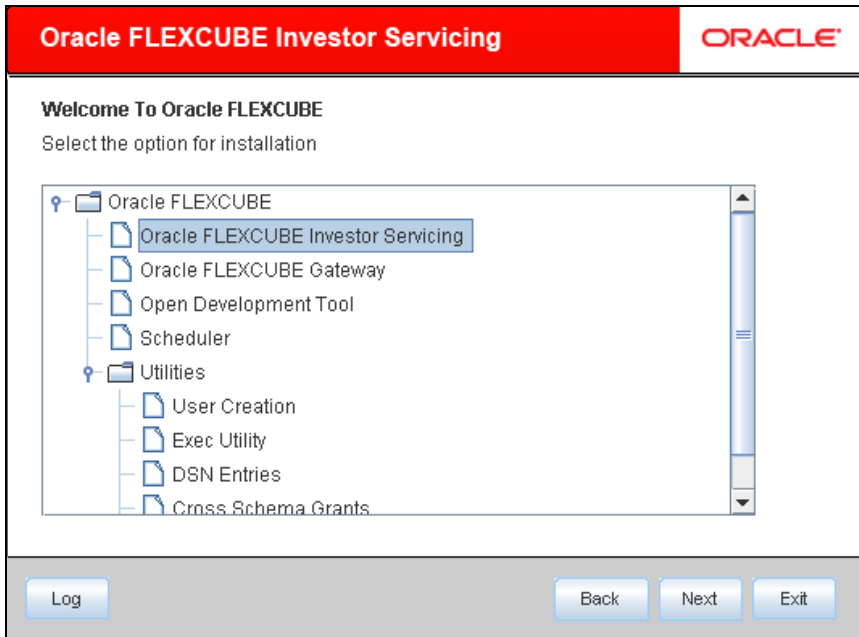 Oracle FLEXCUBE Investor Servicing
ORACLE
Welcome To Oracle FLEXCUBE
Select the option for installation
Oracle FLEXCUBE
Oracle FLEXCUBE Investor Servicing
Oracle FLEXCUBE Gateway
Open Development Tool
Scheduler
Utilities
User Creation
Exec Utility
DSN Entries
Cross Schema Grants
Log
Back
Next
Exit